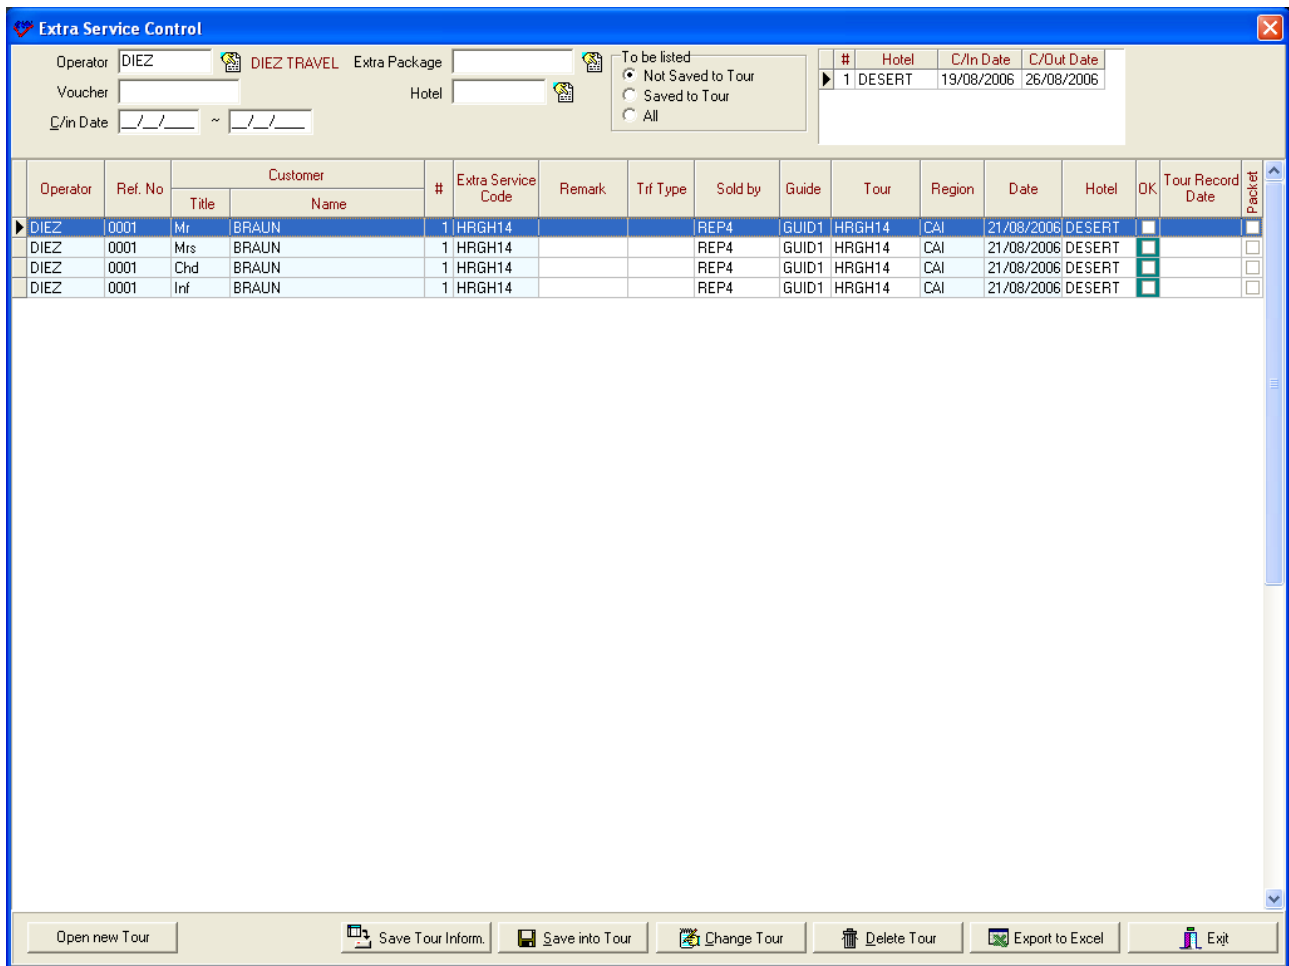 Extra Service Control
Operator DIEZ DIEZ TRAVEL Extra Package To be listed
Voucher Hotel Not Saved to Tour
C/in Date __/__/____ ~ __/__/____ Saved to Tour
All
# Hotel C/In Date C/Out Date
1 DESERT 19/08/2006 26/08/2006
Operator Ref. No Customer # Extra Service Code Remark Trf Type Sold by Guide Tour Region Date Hotel OK Tour Record Date Packet
Title Name
DIEZ 0001 Mr BRAUN 1 HRGH14 REP4 GUID1 HRGH14 CAI 21/08/2006 DESERT
DIEZ 0001 Mrs BRAUN 1 HRGH14 REP4 GUID1 HRGH14 CAI 21/08/2006 DESERT
DIEZ 0001 Chd BRAUN 1 HRGH14 REP4 GUID1 HRGH14 CAI 21/08/2006 DESERT
DIEZ 0001 Inf BRAUN 1 HRGH14 REP4 GUID1 HRGH14 CAI 21/08/2006 DESERT
Open new Tour Save Tour Inform. Save into Tour Change Tour Delete Tour Export to Excel Exit